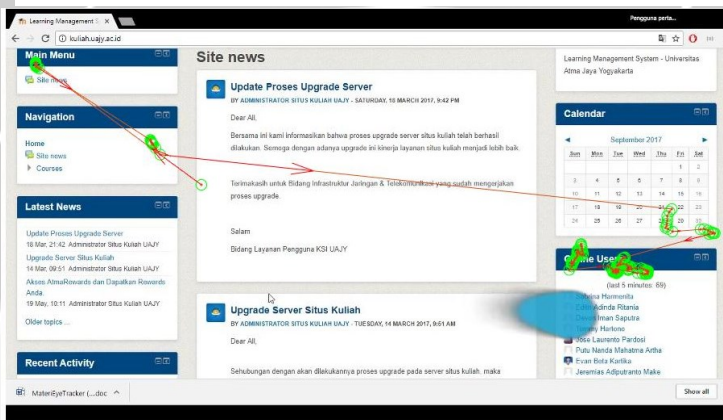 Learning Management S
Pengguna perta...
kuliah.uajy.ac.id
Main Menu
Site news
Navigation
Home
Site news
Courses
Latest News
Update Proses Upgrade Server
18 Mar, 21:42 Administrator Situs Kuliah UAJY
Upgrade Server Situs Kuliah
14 Mar, 09:51 Administrator Situs Kuliah UAJY
Akses AtmaRewards dan Dapatkan Rewards
Anda.
19 May, 10:11 Administrator Situs Kuliah UAJY
Older topics ...
Recent Activity
Site news
Update Proses Upgrade Server
BY ADMINISTRATOR SITUS KULIAH UAJY - SATURDAY, 18 MARCH 2017, 9:42 PM
Dear All,
Bersama ini kami informasikan bahwa proses upgrade server situs kuliah telah berhasil
dilakukan. Semoga dengan adanya upgrade ini kinerja layanan situs kuliah menjadi lebih baik.
Terimakasih untuk Bidang Infrastruktur Jaringan & Telekomunikasi yang sudah mengerjakan
proses upgrade.
Salam
Bidang Layanan Pengguna KSI UAJY
Upgrade Server Situs Kuliah
BY ADMINISTRATOR SITUS KULIAH UAJY - TUESDAY, 14 MARCH 2017, 9:51 AM
Dear All,
Sehubungan dengan akan dilakukannya proses upgrade pada server situs kuliah, maka
Learning Management System - Universitas
Atma Jaya Yogyakarta
Calendar
September 2017
Sun Mon Tue Wed Thu Fri Sat
1 2
3 4 5 6 7 8 9
10 11 12 13 14 15 16
17 18 19 20 21 22
24 25 26 27 28 30
Online Users
(last 5 minutes: 69)
Sabrina Harmonita
Adinda Ritania
Iman Saputra
Tommy Hartono
Jose Laurento Pardosi
Putu Nanda Mahatma Artha
Evan Beta Kartika
Jeremias Adiputranto Make
MateriEyeTracker (....doc
Show all